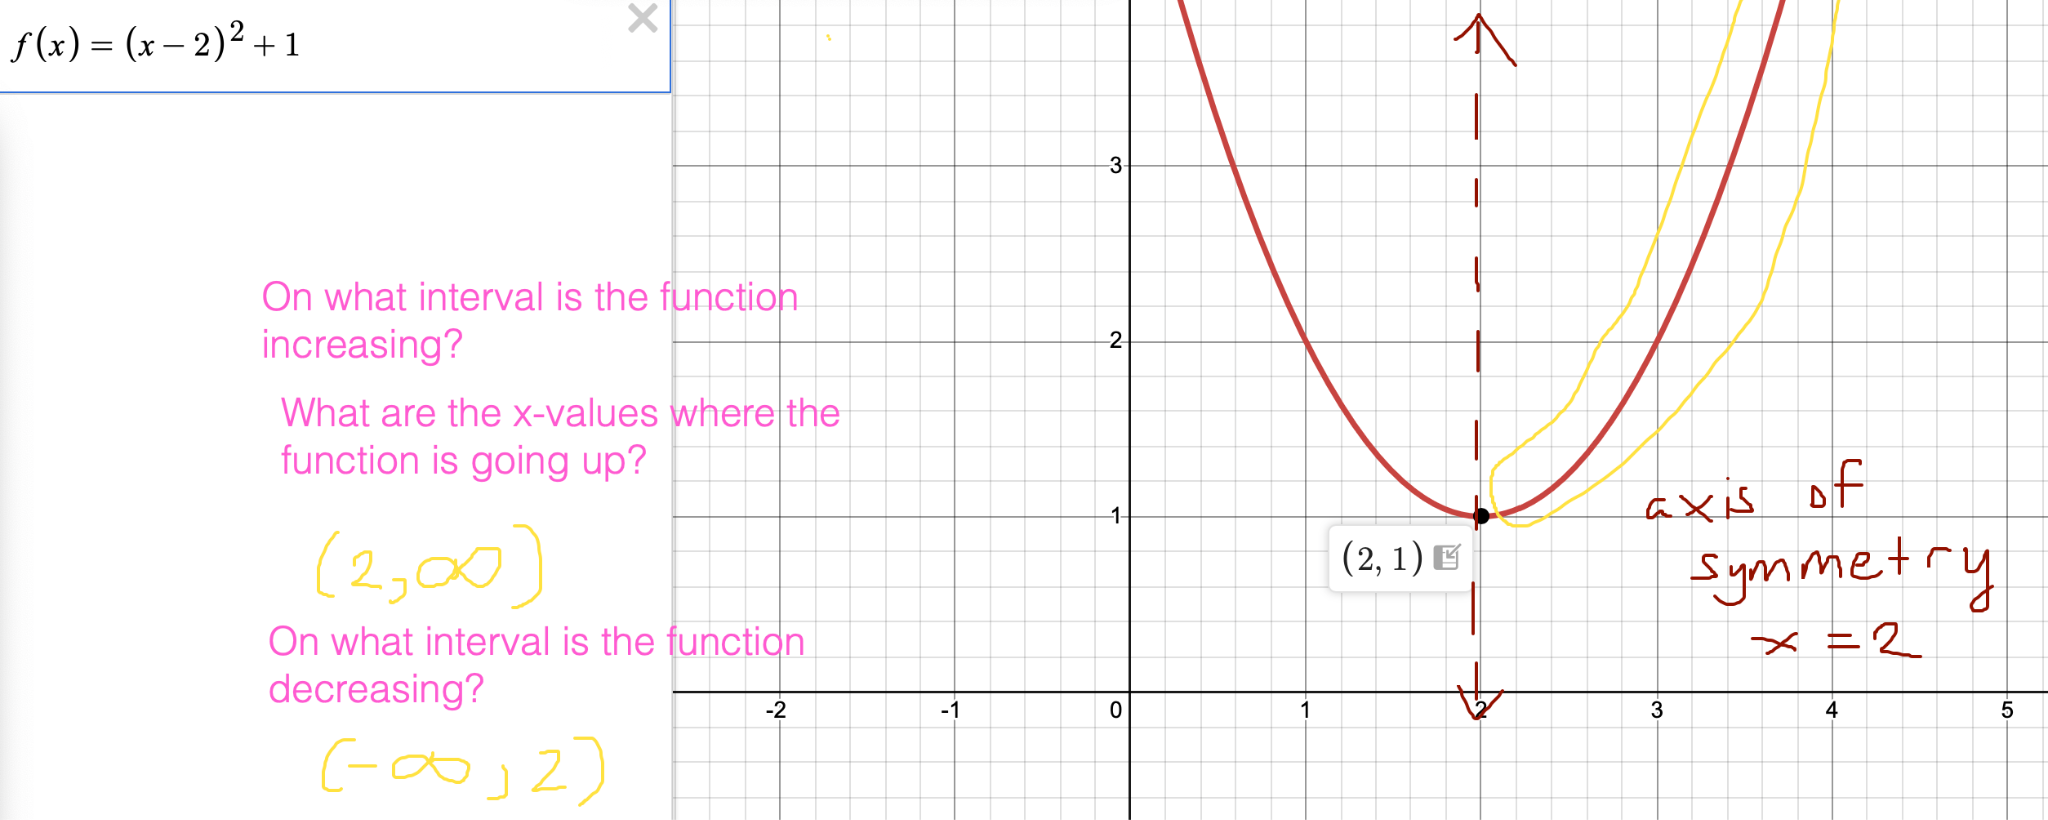 f(x) = (x − 2)² + 1
On what interval is the function
increasing?
What are the x-values where the
function is going up?
(2, ∞)
On what interval is the function
decreasing?
(-∞, 2)
3
2
1
(2, 1)
-2 -1 0 1 2 3 4 5
axis of
symmetry
x = 2